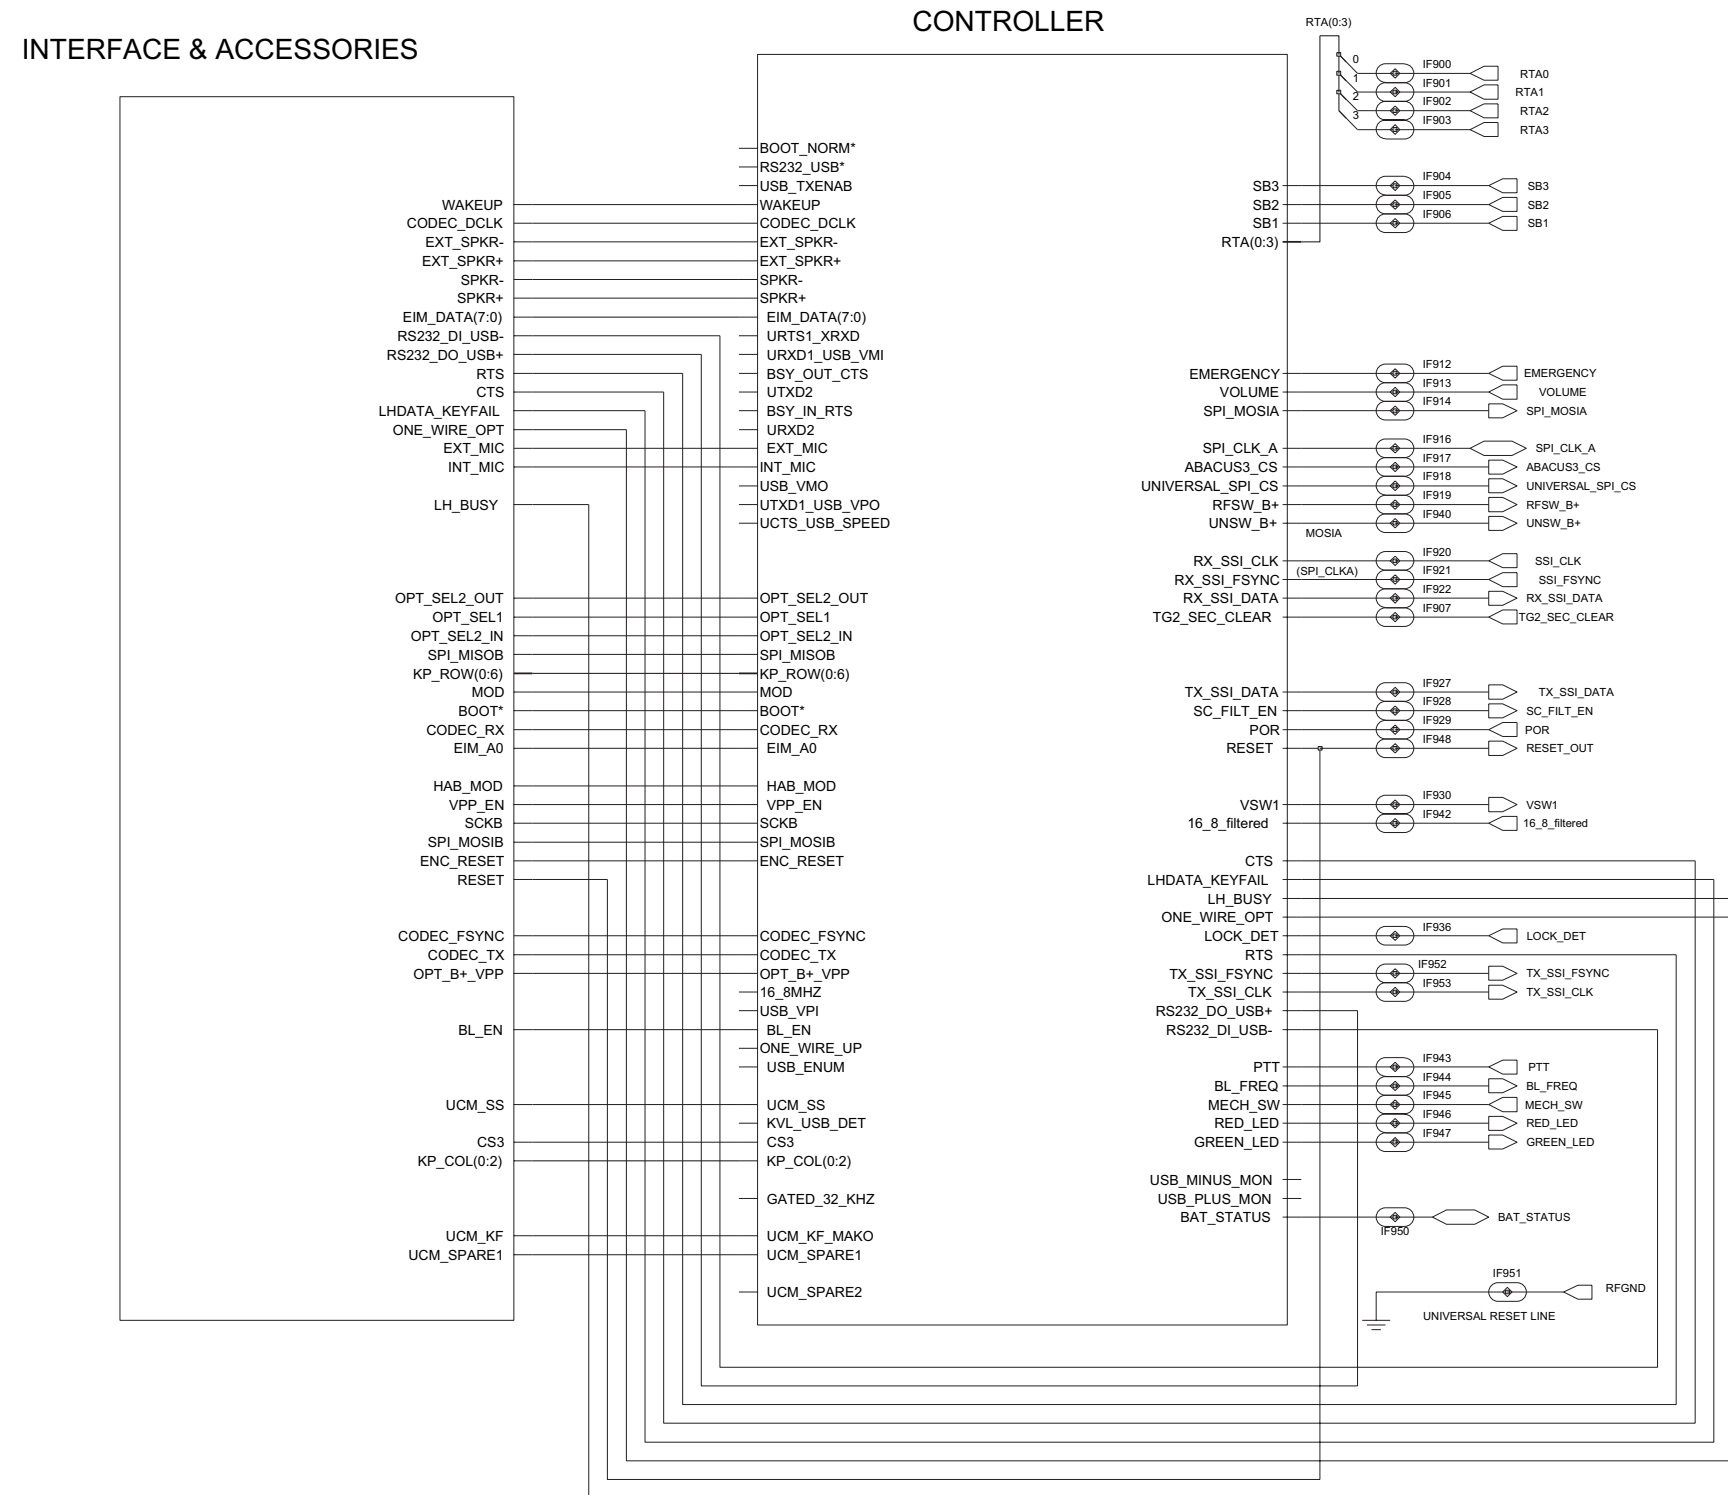 CONTROLLER
INTERFACE & ACCESSORIES
RTA(0:3)
0 IF900 RTA0
1 IF901 RTA1
2 IF902 RTA2
3 IF903 RTA3
BOOT_NORM*
RS232_USB*
USB_TXENAB SB3 IF904 SB3
WAKEUP WAKEUP SB2 IF905 SB2
CODEC_DCLK CODEC_DCLK SB1 IF906 SB1
EXT_SPKR- EXT_SPKR- RTA(0:3)
EXT_SPKR+ EXT_SPKR+
SPKR- SPKR-
SPKR+ SPKR+
EIM_DATA(7:0) EIM_DATA(7:0)
RS232_DI_USB- URTS1_XRXD
RS232_DO_USB+ URXD1_USB_VMI
RTS BSY_OUT_CTS EMERGENCY IF912 EMERGENCY
CTS UTXD2 VOLUME IF913 VOLUME
LHDATA_KEYFAIL BSY_IN_RTS SPI_MOSIA IF914 SPI_MOSIA
ONE_WIRE_OPT URXD2
EXT_MIC EXT_MIC SPI_CLK_A IF916 SPI_CLK_A
INT_MIC INT_MIC ABACUS3_CS IF917 ABACUS3_CS
USB_VMO UNIVERSAL_SPI_CS IF918 UNIVERSAL_SPI_CS
LH_BUSY UTXD1_USB_VPO RFSW_B+ IF919 RFSW_B+
UCTS_USB_SPEED UNSW_B+ IF940 UNSW_B+
MOSIA
RX_SSI_CLK IF920 SSI_CLK
RX_SSI_FSYNC (SPI_CLKA) IF921 SSI_FSYNC
OPT_SEL2_OUT OPT_SEL2_OUT RX_SSI_DATA IF922 RX_SSI_DATA
OPT_SEL1 OPT_SEL1 TG2_SEC_CLEAR IF907 TG2_SEC_CLEAR
OPT_SEL2_IN OPT_SEL2_IN
SPI_MISOB SPI_MISOB
KP_ROW(0:6) KP_ROW(0:6)
MOD MOD TX_SSI_DATA IF927 TX_SSI_DATA
BOOT* BOOT* SC_FILT_EN IF928 SC_FILT_EN
CODEC_RX CODEC_RX POR IF929 POR
EIM_A0 EIM_A0 RESET IF948 RESET_OUT
HAB_MOD HAB_MOD
VPP_EN VPP_EN VSW1 IF930 VSW1
SCKB SCKB 16_8_filtered IF942 16_8_filtered
SPI_MOSIB SPI_MOSIB
ENC_RESET ENC_RESET CTS
RESET LHDATA_KEYFAIL
LH_BUSY
ONE_WIRE_OPT
CODEC_FSYNC CODEC_FSYNC LOCK_DET IF936 LOCK_DET
CODEC_TX CODEC_TX RTS
OPT_B+_VPP OPT_B+_VPP TX_SSI_FSYNC IF952 TX_SSI_FSYNC
16_8MHZ TX_SSI_CLK IF953 TX_SSI_CLK
USB_VPI RS232_DO_USB+
BL_EN BL_EN RS232_DI_USB-
ONE_WIRE_UP
USB_ENUM PTT IF943 PTT
BL_FREQ IF944 BL_FREQ
UCM_SS UCM_SS MECH_SW IF945 MECH_SW
KVL_USB_DET RED_LED IF946 RED_LED
CS3 CS3 GREEN_LED IF947 GREEN_LED
KP_COL(0:2) KP_COL(0:2)
USB_MINUS_MON
GATED_32_KHZ USB_PLUS_MON
BAT_STATUS IF950 BAT_STATUS
UCM_KF UCM_KF_MAKO
UCM_SPARE1 UCM_SPARE1
IF951
UCM_SPARE2 RFGND
UNIVERSAL RESET LINE